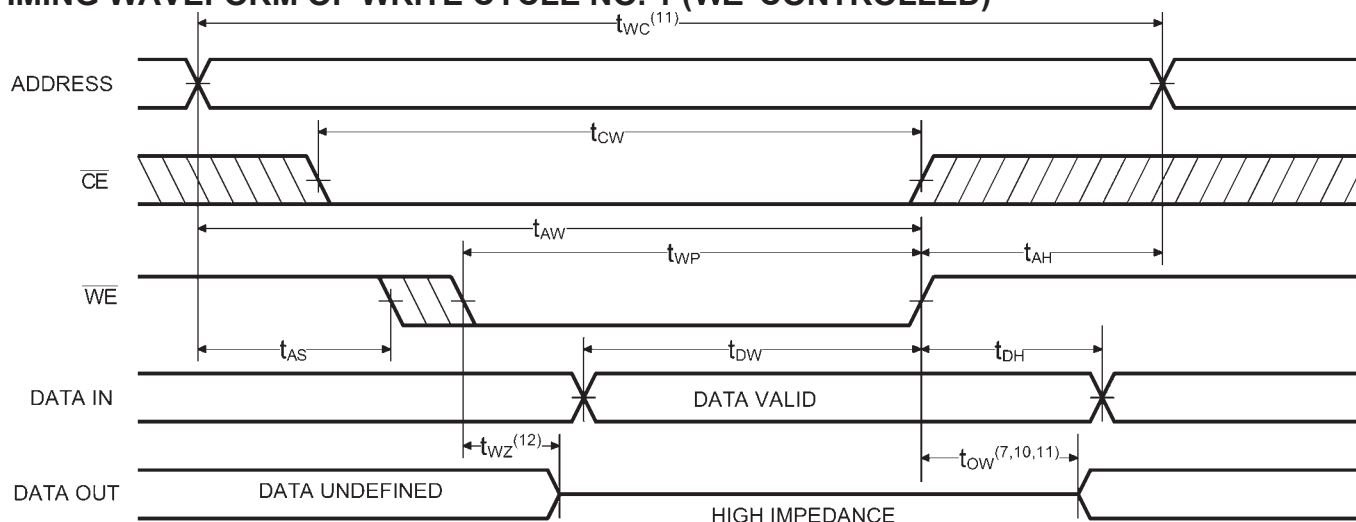 TIMING WAVEFORM OF WRITE CYCLE NO. 1 (WE CONTROLLED)
tWC(11)
ADDRESS
tCW
CE
tAW
tWP
tAH
WE
tAS
tDW
tDH
DATA IN
DATA VALID
tWZ(12)
tOW(7,10,11)
DATA OUT
DATA UNDEFINED
HIGH IMPEDANCE